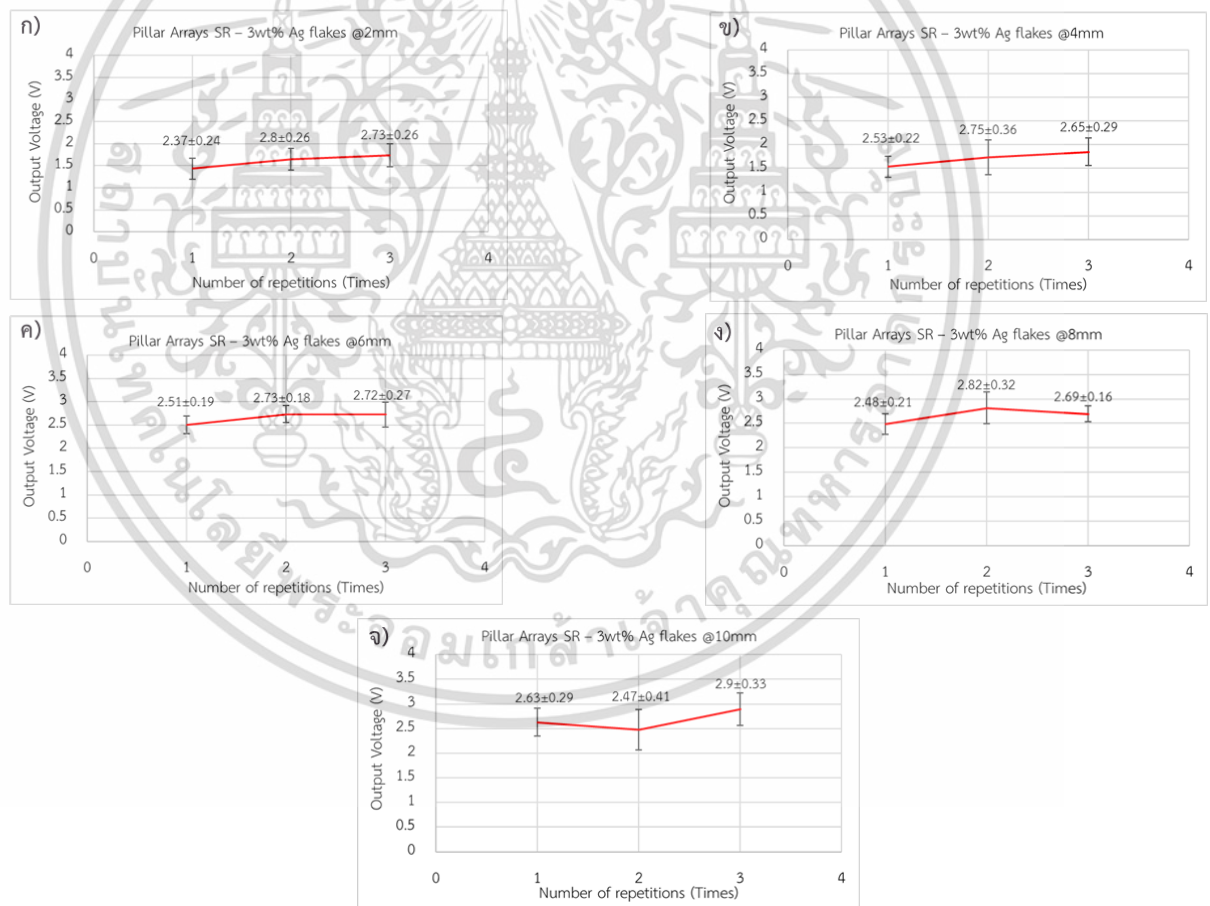 ก)
Pillar Arrays SR – 3wt% Ag flakes @2mm
Output Voltage (V)
4
3.5
3
2.5
2
1.5
1
0.5
0
2.37±0.24
2.8±0.26
2.73±0.26
0 1 2 3 4
Number of repetitions (Times)
ข)
Pillar Arrays SR – 3wt% Ag flakes @4mm
Output Voltage (V)
4
3.5
3
2.5
2
1.5
1
0.5
0
2.53±0.22
2.75±0.36
2.65±0.29
0 1 2 3 4
Number of repetitions (Times)
ค)
Pillar Arrays SR – 3wt% Ag flakes @6mm
Output Voltage (V)
4
3.5
3
2.5
2
1.5
1
0.5
0
2.51±0.19
2.73±0.18
2.72±0.27
0 1 2 3 4
Number of repetitions (Times)
ง)
Pillar Arrays SR – 3wt% Ag flakes @8mm
Output Voltage (V)
4
3.5
3
2.5
2
1.5
1
0.5
0
2.48±0.21
2.82±0.32
2.69±0.16
0 1 2 3 4
Number of repetitions (Times)
จ)
Pillar Arrays SR – 3wt% Ag flakes @10mm
Output Voltage (V)
4
3.5
3
2.5
2
1.5
1
0.5
0
2.63±0.29
2.47±0.41
2.9±0.33
0 1 2 3 4
Number of repetitions (Times)